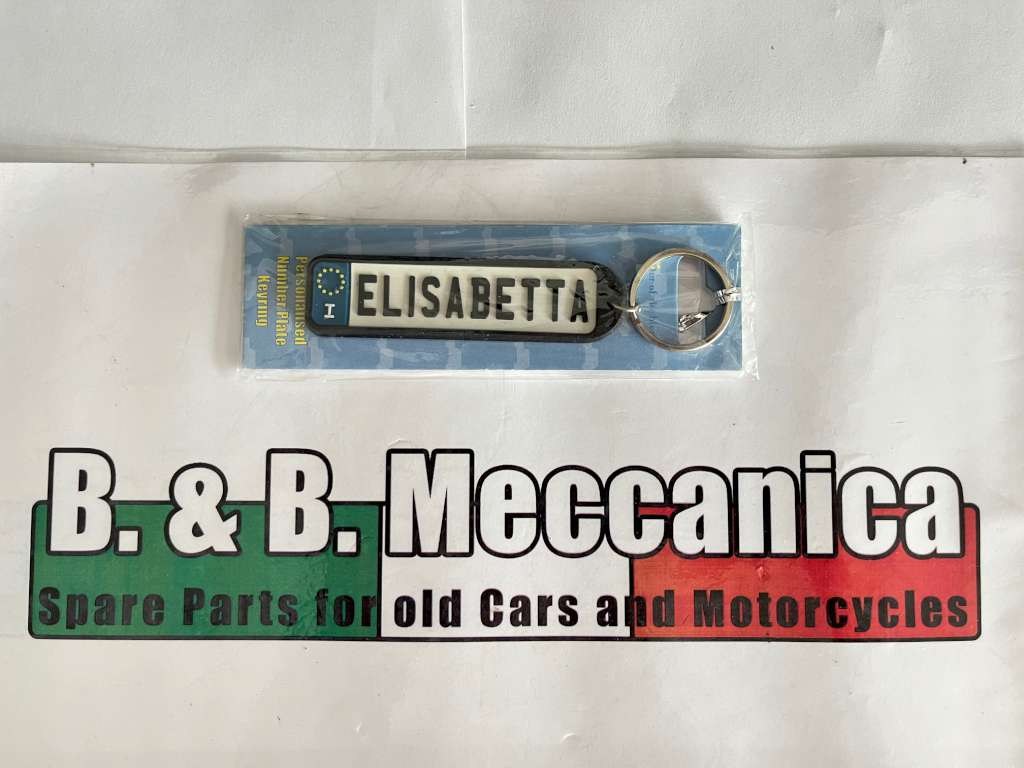 Personalised
Number Plate
Keyring
I
ELISABETTA
B. & B. Meccanica
Spare Parts for old Cars and Motorcycles